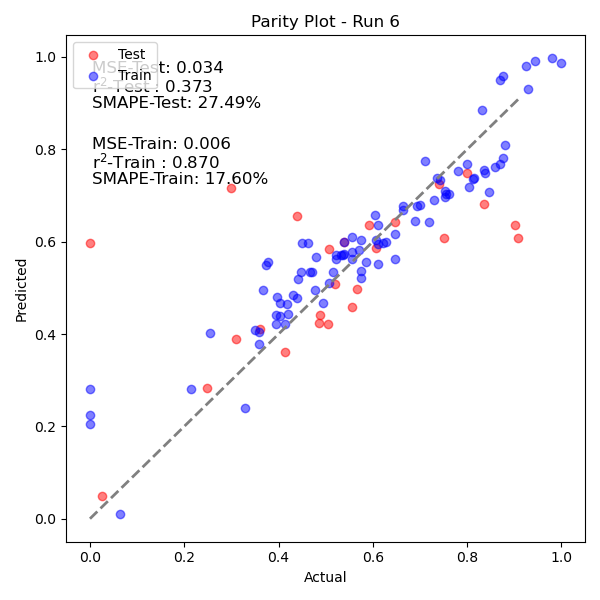 Parity Plot - Run 6
Test
Train
MSE-Test: 0.034
r²-Test : 0.373
SMAPE-Test: 27.49%
MSE-Train: 0.006
r²-Train : 0.870
SMAPE-Train: 17.60%
1.0
0.8
0.6
0.4
0.2
0.0
Predicted
0.0 0.2 0.4 0.6 0.8 1.0
Actual